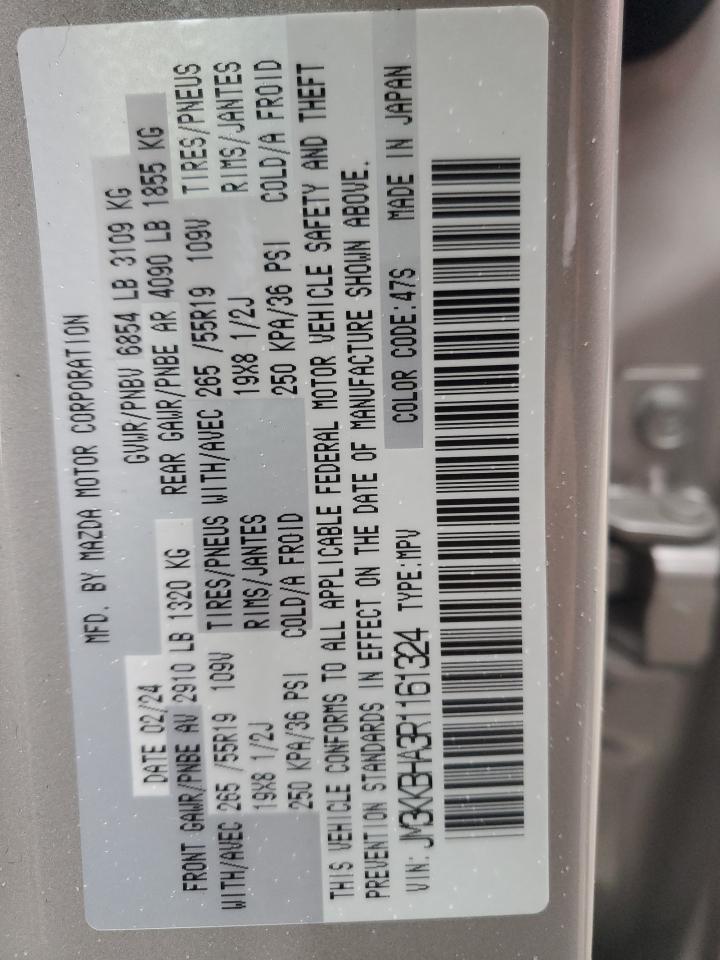 MFD. BY MAZDA MOTOR CORPORATION
DATE 02/24 GVWR/PNBV 6854 LB 3109 KG
FRONT GAWR/PNBE AV 2910 LB 1320 KG REAR GAWR/PNBE AR 4090 LB 1855 KG
WITH/AVEC 265 /55R19 109V TIRES/PNEUS WITH/AVEC 265 /55R19 109V TIRES/PNEUS
19X8 1/2J RIMS/JANTES 19X8 1/2J RIMS/JANTES
250 KPA/36 PSI COLD/A FROID 250 KPA/36 PSI COLD/A FROID
THIS VEHICLE CONFORMS TO ALL APPLICABLE FEDERAL MOTOR VEHICLE SAFETY AND THEFT
PREVENTION STANDARDS IN EFFECT ON THE DATE OF MANUFACTURE SHOWN ABOVE.
VIN: JM3KKBHA3R1161324 TYPE:MPV COLOR CODE:47S MADE IN JAPAN